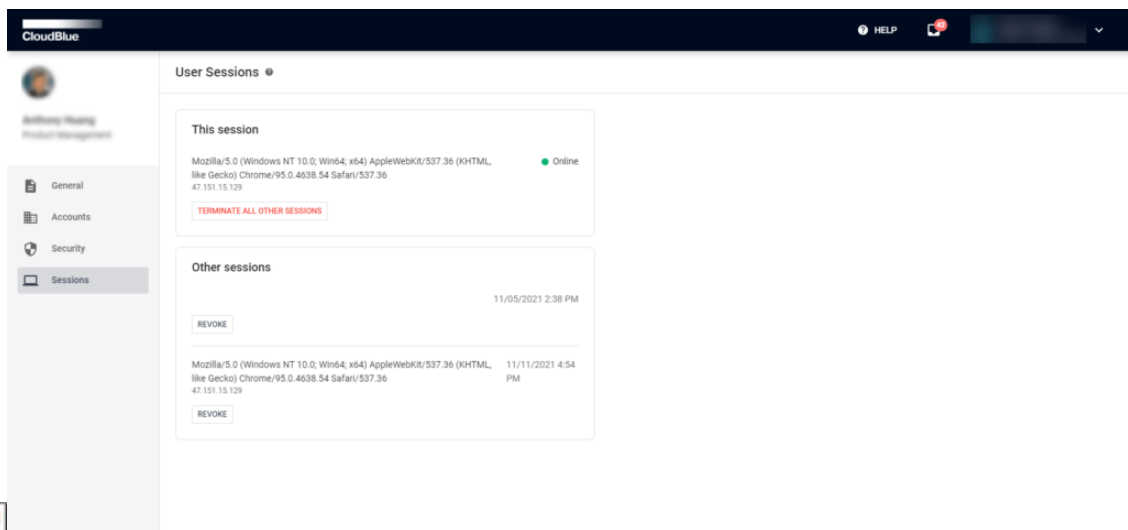 CloudBlue
HELP
User Sessions
General
Accounts
Security
Sessions
This session
Mozilla/5.0 (Windows NT 10.0; Win64; x64) AppleWebKit/537.36 (KHTML,
like Gecko) Chrome/95.0.4638.54 Safari/537.36
47.151.15.129
Online
TERMINATE ALL OTHER SESSIONS
Other sessions
11/05/2021 2:38 PM
REVOKE
Mozilla/5.0 (Windows NT 10.0; Win64; x64) AppleWebKit/537.36 (KHTML,
like Gecko) Chrome/95.0.4638.54 Safari/537.36
47.151.15.129
11/11/2021 4:54
PM
REVOKE